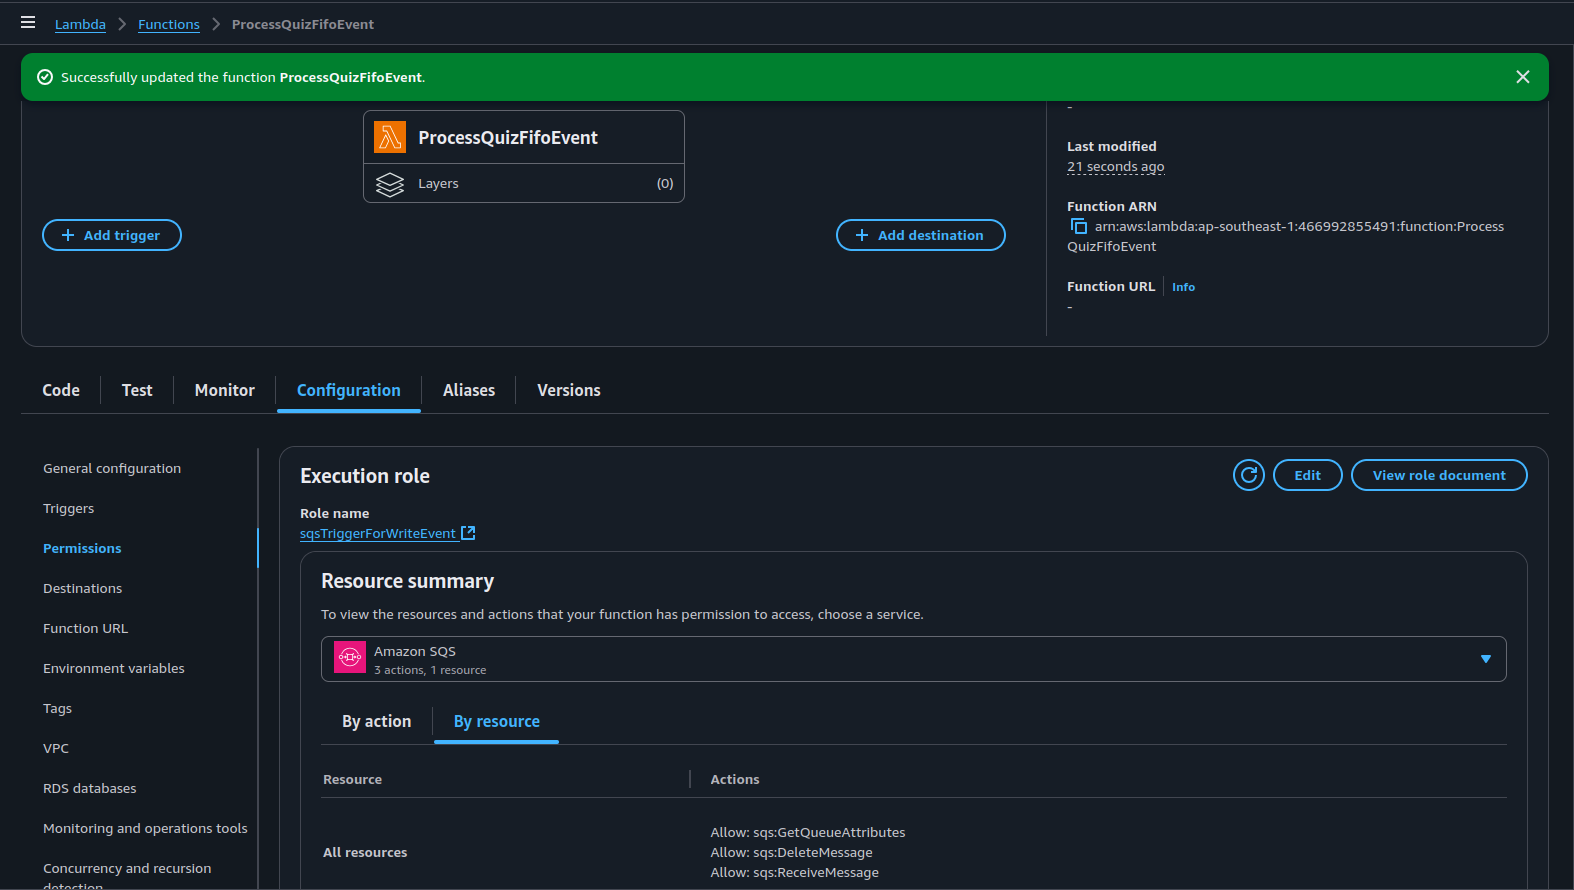 Lambda > Functions > ProcessQuizFifoEvent
Successfully updated the function ProcessQuizFifoEvent.
ProcessQuizFifoEvent
Layers (0)
+ Add trigger
+ Add destination
-
Last modified
21 seconds ago
Function ARN
arn:aws:lambda:ap-southeast-1:466992855491:function:Process
QuizFifoEvent
Function URL | Info
-
Code
Test
Monitor
Configuration
Aliases
Versions
General configuration
Triggers
Permissions
Destinations
Function URL
Environment variables
Tags
VPC
RDS databases
Monitoring and operations tools
Concurrency and recursion
detection
Execution role
Edit
View role document
Role name
sqsTriggerForWriteEvent
Resource summary
To view the resources and actions that your function has permission to access, choose a service.
Amazon SQS
3 actions, 1 resource
By action
By resource
Resource
Actions
All resources
Allow: sqs:GetQueueAttributes
Allow: sqs:DeleteMessage
Allow: sqs:ReceiveMessage